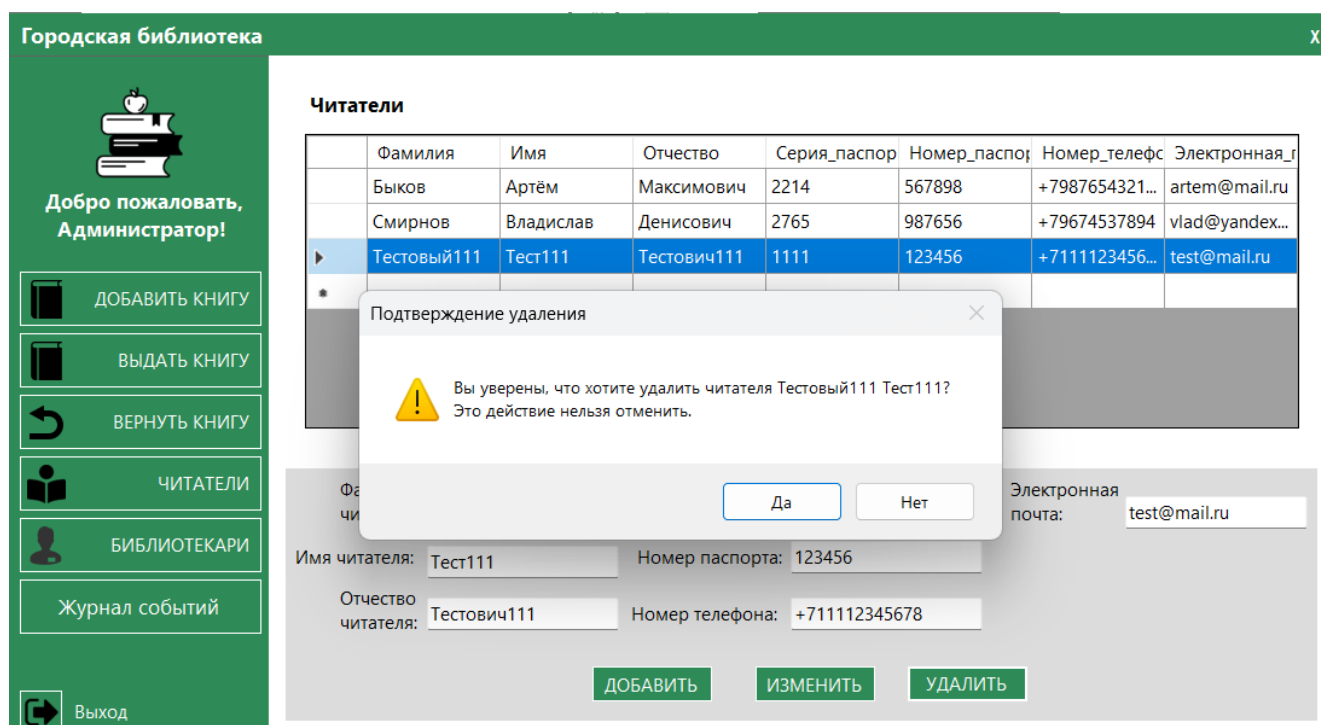 Городская библиотека
X
Добро пожаловать,
Администратор!
ДОБАВИТЬ КНИГУ
ВЫДАТЬ КНИГУ
ВЕРНУТЬ КНИГУ
ЧИТАТЕЛИ
БИБЛИОТЕКАРИ
Журнал событий
Выход
Читатели
Фамилия Имя Отчество Серия_паспор Номер_паспор Номер_телефо Электронная_п
Быков Артём Максимович 2214 567898 +7987654321... artem@mail.ru
Смирнов Владислав Денисович 2765 987656 +79674537894 vlad@yandex...
Тестовый111 Тест111 Тестович111 1111 123456 +7111123456... test@mail.ru
Подтверждение удаления
Вы уверены, что хотите удалить читателя Тестовый111 Тест111?
Это действие нельзя отменить.
Да Нет
Электронная
почта: test@mail.ru
Имя читателя: Тест111 Номер паспорта: 123456
Отчество
читателя: Тестович111 Номер телефона: +711112345678
ДОБАВИТЬ ИЗМЕНИТЬ УДАЛИТЬ